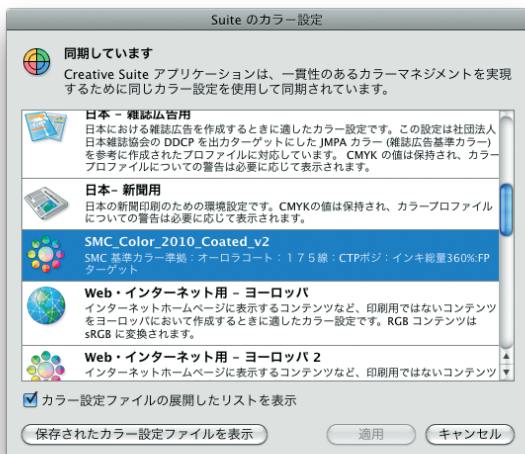 Suite のカラー設定
同期しています
Creative Suite アプリケーションは、一貫性のあるカラーマネジメントを実現
するために同じカラー設定を使用して同期されています。
日本 – 雑誌広告用
日本における雑誌広告を作成するときに適したカラー設定です。この設定は社団法人
日本雑誌協会の DDCP を出力ターゲットにした JMPA カラー (雑誌広告基準カラー)
を参考に作成されたプロファイルに対応しています。 CMYK の値は保持され、カラー
プロファイルについての警告は必要に応じて表示されます。
日本– 新聞用
日本の新聞印刷のための環境設定です。CMYKの値は保持され、カラープロファイル
についての警告は必要に応じて表示されます。
SMC_Color_2010_Coated_v2
SMC 基準カラー準拠：オーロラコート：１７５線：CTPポジ：インキ総量360%:FP
ターゲット
Web・インターネット用 – ヨーロッパ
インターネットホームページに表示するコンテンツなど、印刷用ではないコンテンツ
をヨーロッパにおいて作成するときに適したカラー設定です。RGB コンテンツは
sRGB に変換されます。
Web・インターネット用 – ヨーロッパ 2
インターネットホームページに表示するコンテンツなど、印刷用ではないコンテンツ
カラー設定ファイルの展開したリストを表示
保存されたカラー設定ファイルを表示
適用
キャンセル